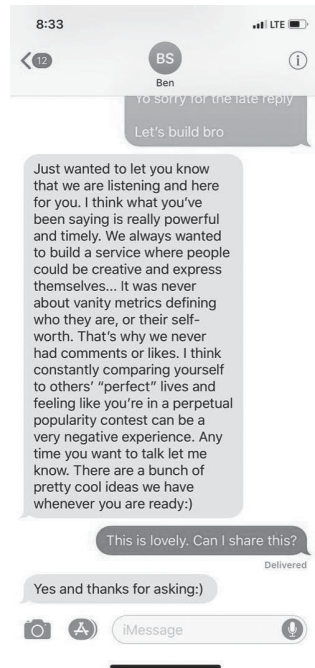 8:33
LTE
12
BS
Ben
Yo sorry for the late reply
Let's build bro
Just wanted to let you know
that we are listening and here
for you. I think what you've
been saying is really powerful
and timely. We always wanted
to build a service where people
could be creative and express
themselves... It was never
about vanity metrics defining
who they are, or their self-
worth. That's why we never
had comments or likes. I think
constantly comparing yourself
to others' “perfect” lives and
feeling like you're in a perpetual
popularity contest can be a
very negative experience. Any
time you want to talk let me
know. There are a bunch of
pretty cool ideas we have
whenever you are ready:)
This is lovely. Can I share this?
Delivered
Yes and thanks for asking:)
iMessage